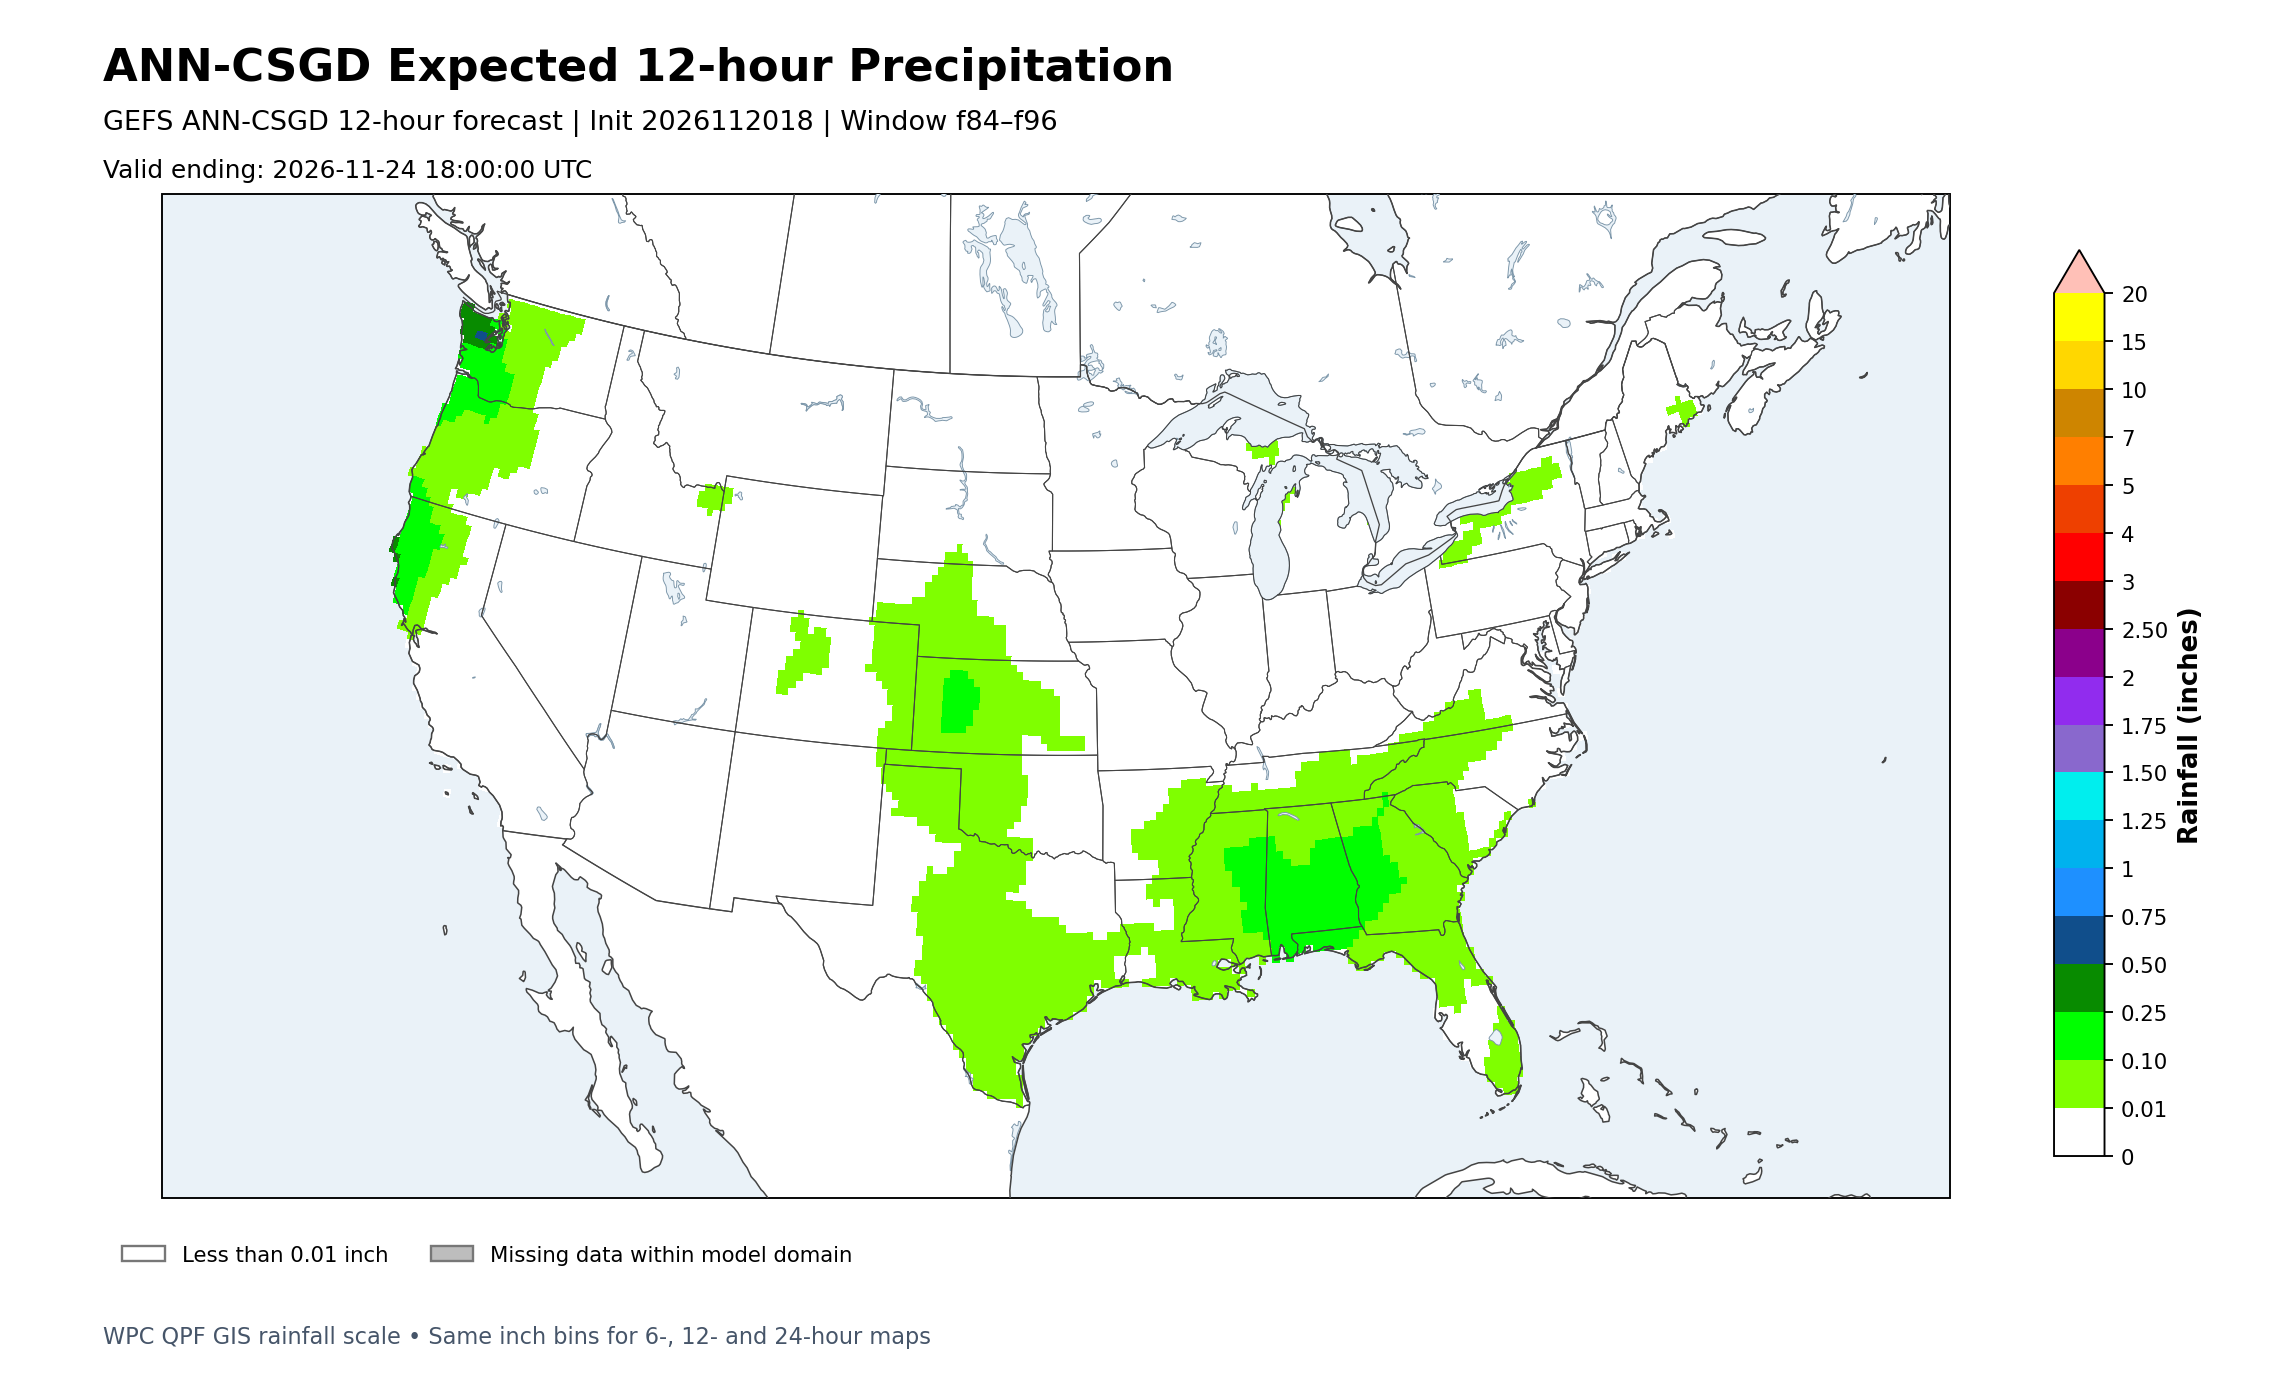 ANN-CSGD Expected 12-hour Precipitation
GEFS ANN-CSGD 12-hour forecast | Init 2026112018 | Window f84–f96
Valid ending: 2026-11-24 18:00:00 UTC
20
15
10
7
5
4
3
2.50
2
1.75
1.50
1.25
1
0.75
0.50
0.25
0.10
0.01
0
Rainfall (inches)
Less than 0.01 inch
Missing data within model domain
WPC QPF GIS rainfall scale • Same inch bins for 6-, 12- and 24-hour maps